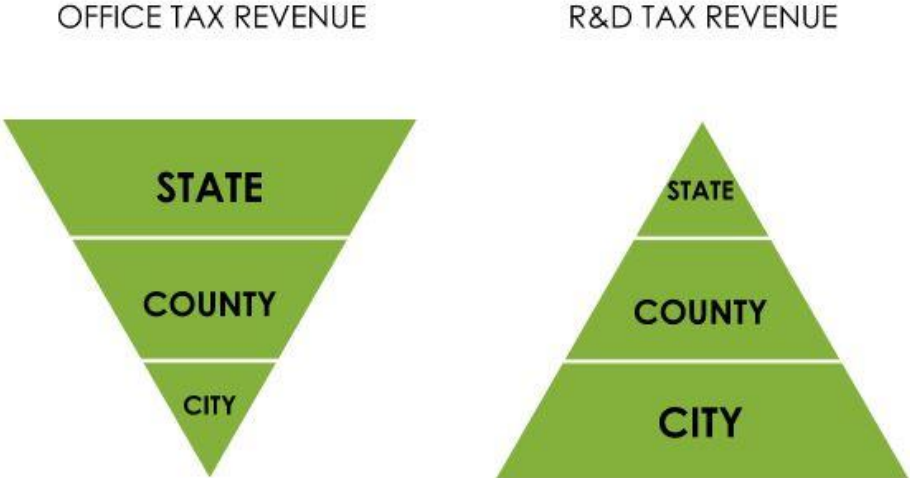 OFFICE TAX REVENUE
STATE
COUNTY
CITY
R&D TAX REVENUE
STATE
COUNTY
CITY